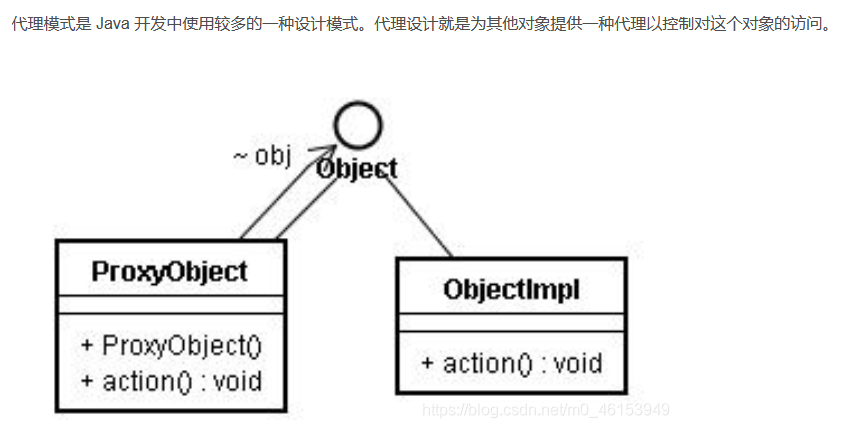 代理模式是 Java 开发中使用较多的一种设计模式。代理设计就是为其他对象提供一种代理以控制对这个对象的访问。
~ obj
Object
ProxyObject
+ ProxyObject()
+ action() : void
ObjectImpl
+ action() : void
https://blog.csdn.net/m0_46153949